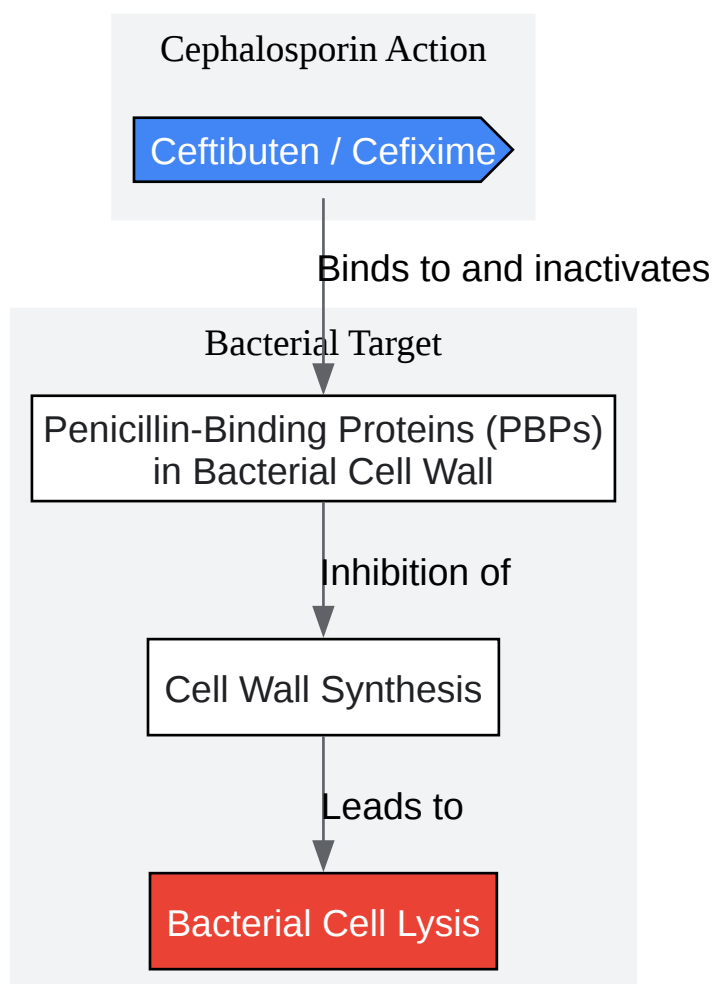 Cephalosporin Action
Ceftibuten / Cefixime
Binds to and inactivates
Bacterial Target
Penicillin-Binding Proteins (PBPs)
in Bacterial Cell Wall
Inhibition of
Cell Wall Synthesis
Leads to
Bacterial Cell Lysis